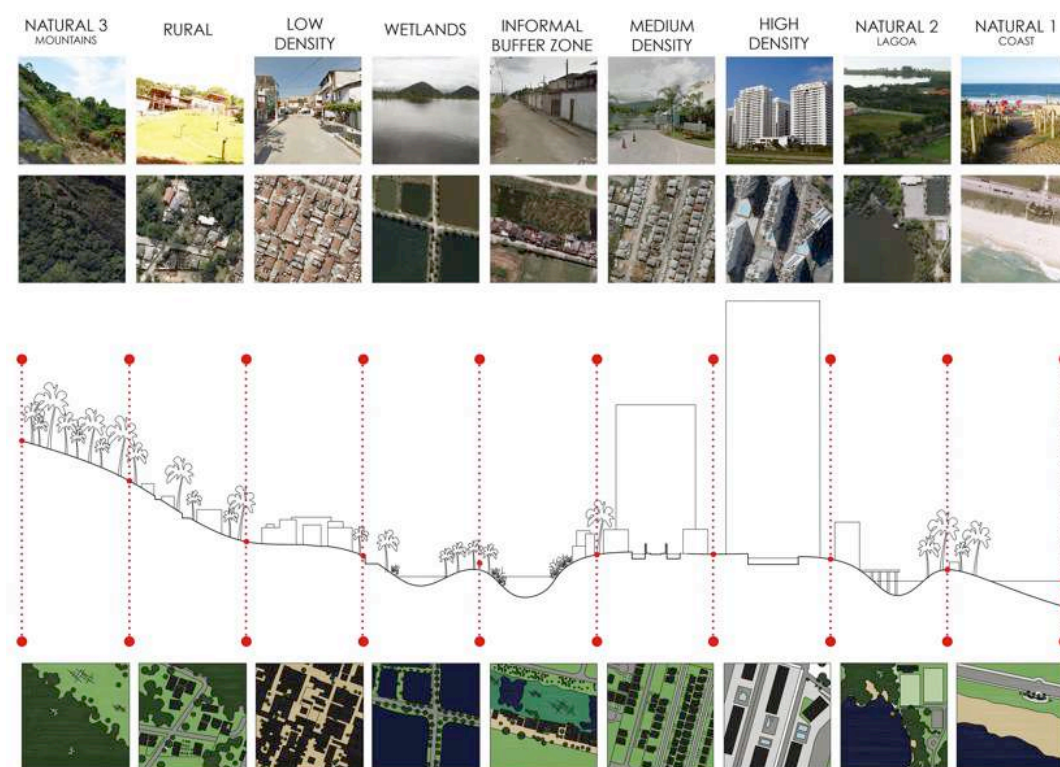 NATURAL 3
MOUNTAINS
RURAL
LOW
DENSITY
WETLANDS
INFORMAL
BUFFER ZONE
MEDIUM
DENSITY
HIGH
DENSITY
NATURAL 2
LAGOA
NATURAL 1
COAST